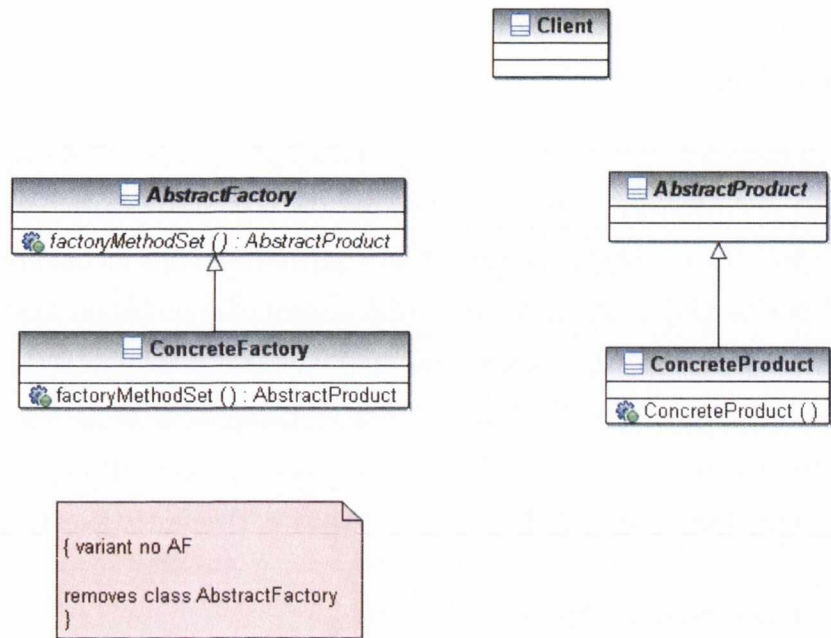 Client
AbstractFactory
factoryMethodSet () : AbstractProduct
AbstractProduct
ConcreteFactory
factoryMethodSet () : AbstractProduct
ConcreteProduct
ConcreteProduct ()
{ variant no AF
removes class AbstractFactory
}